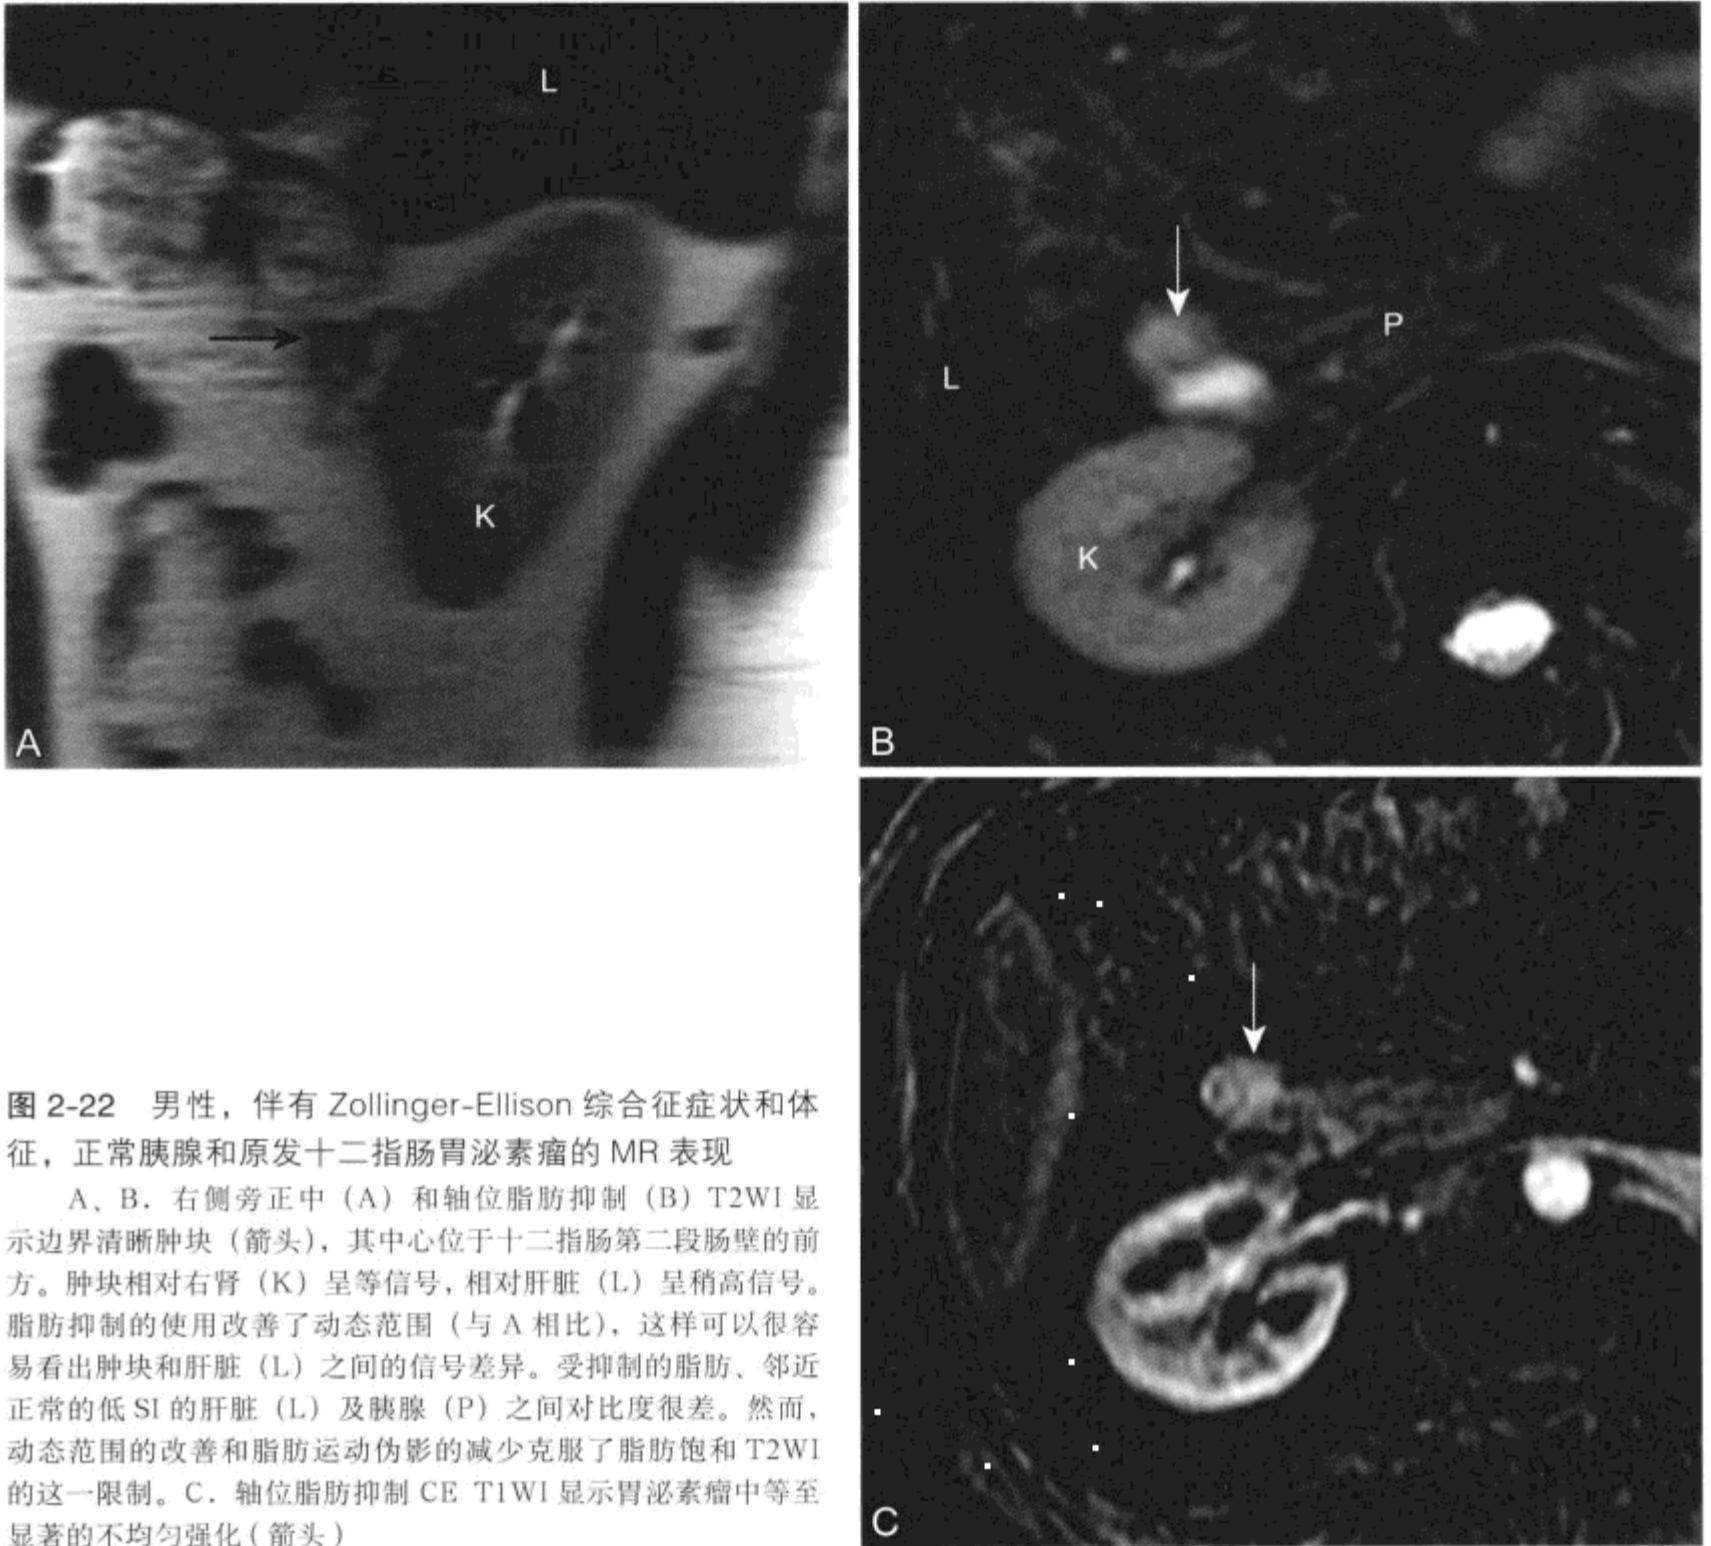 L
K
A
L
P
K
B
C
图 2-22 男性，伴有 Zollinger-Ellison 综合征症状和体
征，正常胰腺和原发十二指肠胃泌素瘤的 MR 表现
A、B．右侧旁正中（A）和轴位脂肪抑制（B）T2WI 显
示边界清晰肿块（箭头），其中心位于十二指肠第二段肠壁的前
方。肿块相对右肾（K）呈等信号，相对肝脏（L）呈稍高信号。
脂肪抑制的使用改善了动态范围（与 A 相比），这样可以很容
易看出肿块和肝脏（L）之间的信号差异。受抑制的脂肪、邻近
正常的低 SI 的肝脏（L）及胰腺（P）之间对比度很差。然而，
动态范围的改善和脂肪运动伪影的减少克服了脂肪饱和 T2WI
的这一限制。C．轴位脂肪抑制 CE T1WI 显示胃泌素瘤中等至
显著的不均匀强化（箭头）